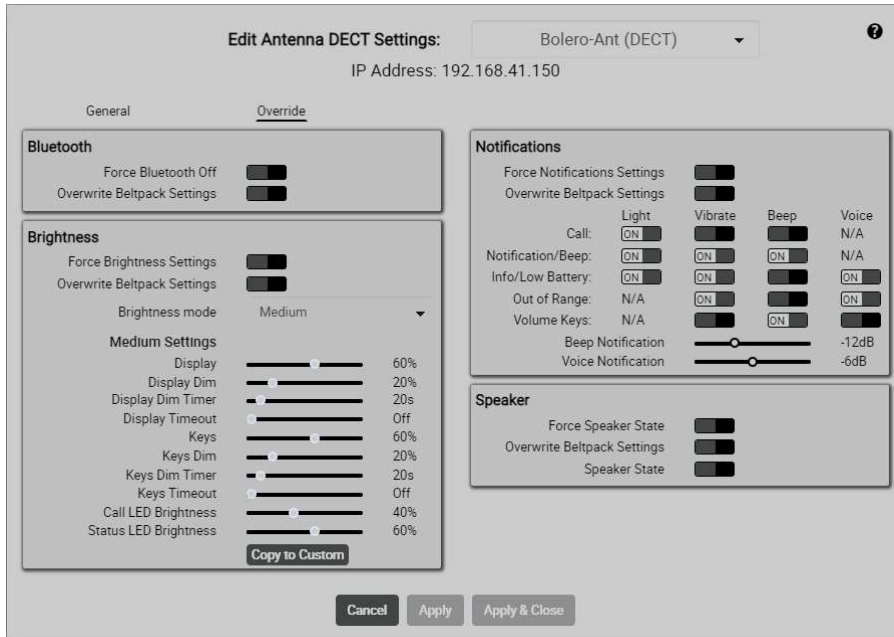 Edit Antenna DECT Settings: Bolero-Ant (DECT) ?
IP Address: 192.168.41.150
General Override
Bluetooth
Force Bluetooth Off
Overwrite Beltpack Settings
Brightness
Force Brightness Settings
Overwrite Beltpack Settings
Brightness mode Medium
Medium Settings
Display 60%
Display Dim 20%
Display Dim Timer 20s
Display Timeout Off
Keys 60%
Keys Dim 20%
Keys Dim Timer 20s
Keys Timeout Off
Call LED Brightness 40%
Status LED Brightness 60%
Copy to Custom
Notifications
Force Notifications Settings
Overwrite Beltpack Settings
Light Vibrate Beep Voice
Call: ON N/A
Notification/Beep: ON ON ON N/A
Info/Low Battery: ON ON ON
Out of Range: N/A ON ON
Volume Keys: N/A ON
Beep Notification -12dB
Voice Notification -6dB
Speaker
Force Speaker State
Overwrite Beltpack Settings
Speaker State
Cancel Apply Apply & Close